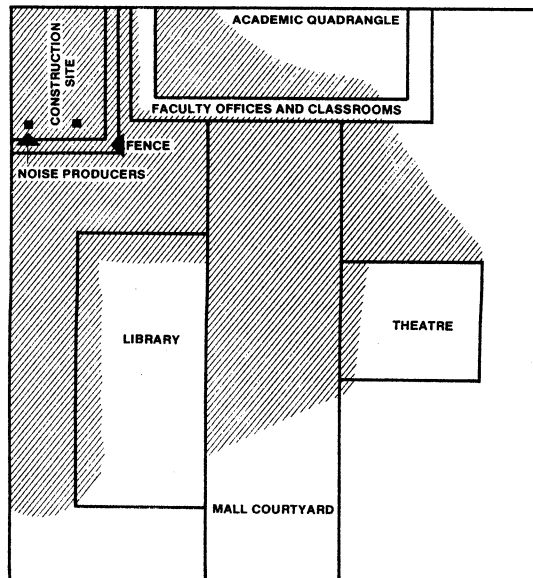 ACADEMIC QUADRANGLE
CONSTRUCTION
SITE
FACULTY OFFICES AND CLASSROOMS
FENCE
NOISE PRODUCERS
LIBRARY
THEATRE
MALL COURTYARD